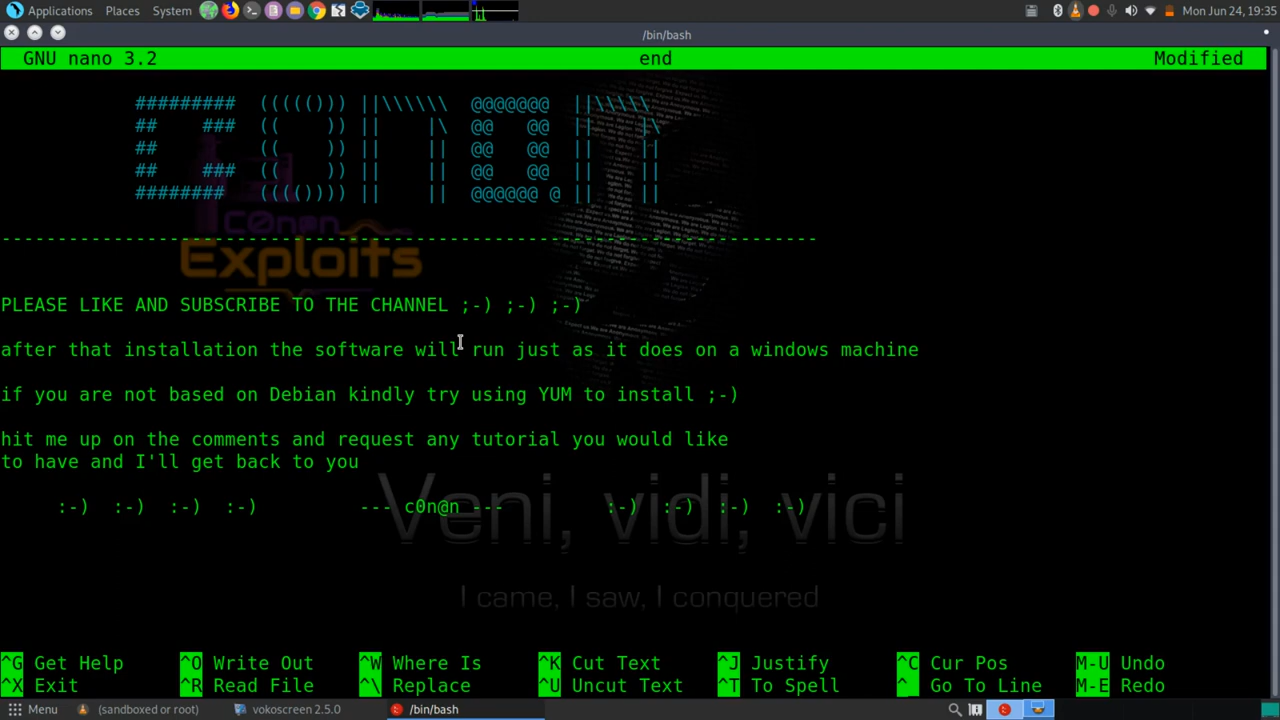 Applications Places System Mon Jun 24, 19:35
/bin/bash
GNU nano 3.2 end Modified
######### ((((())) ||\\\\\\ @@@@@@@ ||\\\\\
## ### (( )) || |\ @@ @@ || |\
## (( )) || || @@ @@ || ||
## ### (( )) || || @@ @@ || ||
######## (((()))) || || @@@@@@ @ || ||
-------------------------------------------------------------------------
c0n@n
Exploits
PLEASE LIKE AND SUBSCRIBE TO THE CHANNEL ;-) ;-) ;-)
after that installation the software will run just as it does on a windows machine
if you are not based on Debian kindly try using YUM to install ;-)
hit me up on the comments and request any tutorial you would like
to have and I'll get back to you
:-) :-) :-) :-) --- c0n@n --- :-) :-) :-) :-)
Veni, vidi, vici
I came, I saw, I conquered
^G Get Help ^O Write Out ^W Where Is ^K Cut Text ^J Justify ^C Cur Pos M-U Undo
^X Exit ^R Read File ^\ Replace ^U Uncut Text ^T To Spell ^_ Go To Line M-E Redo
Menu (sandboxed or root) vokoscreen 2.5.0 /bin/bash